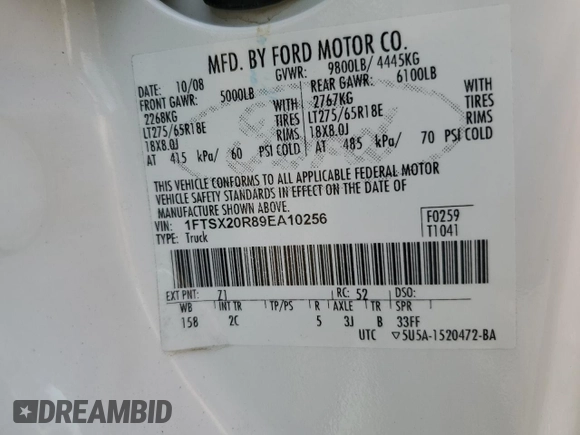 MFD. BY FORD MOTOR CO.
DATE: 10/08 GVWR: 9800LB/ 4445KG
FRONT GAWR: 5000LB REAR GAWR: 6100LB
2268KG WITH 2767KG WITH
LT275/65R18E TIRES LT275/65R18E TIRES
18X8.0J RIMS 18X8.0J RIMS
AT 415 kPa/ 60 PSI COLD AT 485 kPa/ 70 PSI COLD
THIS VEHICLE CONFORMS TO ALL APPLICABLE FEDERAL MOTOR
VEHICLE SAFETY STANDARDS IN EFFECT ON THE DATE OF
MANUFACTURE SHOWN ABOVE.
VIN: 1FTSX20R89EA10256 F0259
TYPE: Truck T1041
EXT PNT: Z1 RC: 52 DSO:
WB INT TR TP/PS R AXLE TR SPR
158 2C 5 3J B 33FF
UTC ▽5U5A-1520472-BA
DREAMBID